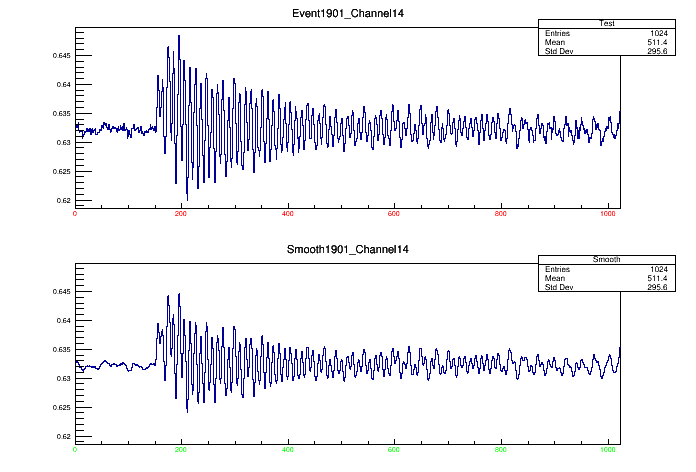 Event1901_Channel14
Test
Entries 1024
Mean 511.4
Std Dev 295.6
0.645
0.64
0.635
0.63
0.625
0.62
0 200 400 600 800 1000
Smooth1901_Channel14
Smooth
Entries 1024
Mean 511.4
Std Dev 295.6
0.645
0.64
0.635
0.63
0.625
0.62
0 200 400 600 800 1000